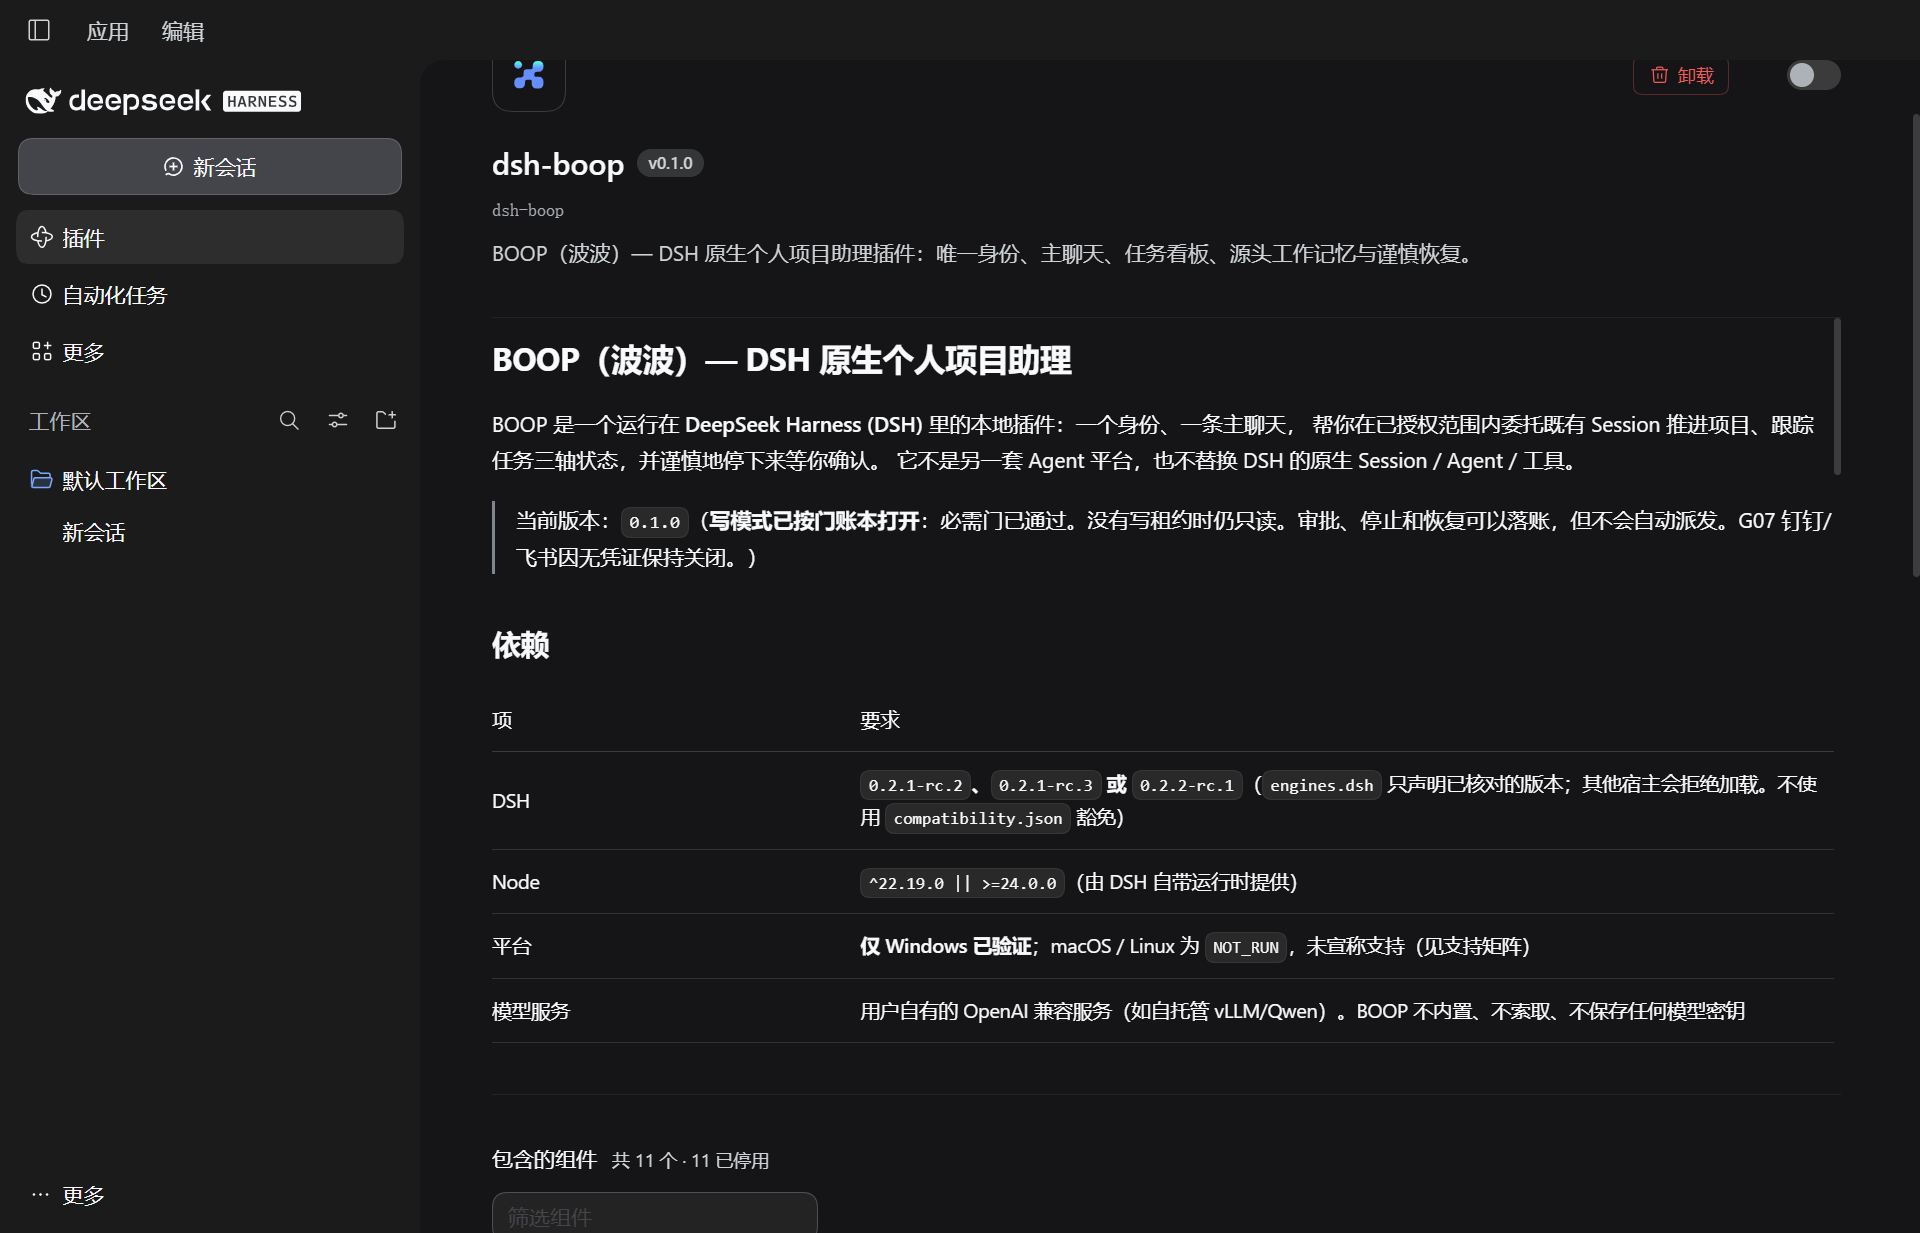 应用 编辑
deepseek HARNESS
新会话
插件
自动化任务
更多
工作区
默认工作区
新会话
更多
卸载
dsh-boop v0.1.0
dsh-boop
BOOP（波波）— DSH 原生个人项目助理插件：唯一身份、主聊天、任务看板、源头工作记忆与谨慎恢复。
BOOP（波波）— DSH 原生个人项目助理
BOOP 是一个运行在 DeepSeek Harness (DSH) 里的本地插件：一个身份、一条主聊天， 帮你在已授权范围内委托既有 Session 推进项目、跟踪
任务三轴状态，并谨慎地停下来等你确认。 它不是另一套 Agent 平台，也不替换 DSH 的原生 Session / Agent / 工具。
当前版本： 0.1.0 （写模式已按门账本打开：必需门已通过。没有写租约时仍只读。审批、停止和恢复可以落账，但不会自动派发。G07 钉钉/
飞书因无凭证保持关闭。）
依赖
项 要求
DSH 0.2.1-rc.2 、 0.2.1-rc.3 或 0.2.2-rc.1 （ engines.dsh 只声明已核对的版本；其他宿主会拒绝加载。不使
用 compatibility.json 豁免）
Node ^22.19.0 || >=24.0.0 （由 DSH 自带运行时提供）
平台 仅 Windows 已验证；macOS / Linux 为 NOT_RUN ，未宣称支持（见支持矩阵）
模型服务 用户自有的 OpenAI 兼容服务（如自托管 vLLM/Qwen）。BOOP 不内置、不索取、不保存任何模型密钥
包含的组件 共 11 个 · 11 已停用
筛选组件